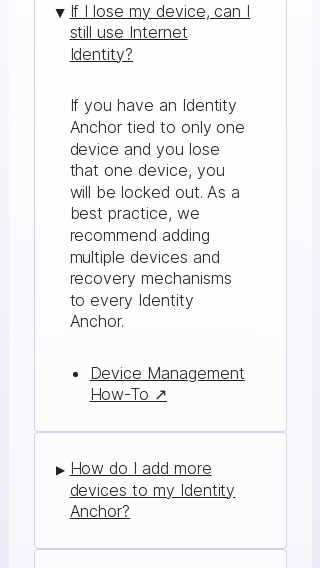 ▼ If I lose my device, can I
still use Internet
Identity?
If you have an Identity
Anchor tied to only one
device and you lose
that one device, you
will be locked out. As a
best practice, we
recommend adding
multiple devices and
recovery mechanisms
to every Identity
Anchor.
• Device Management
How-To ↗
▶ How do I add more
devices to my Identity
Anchor?